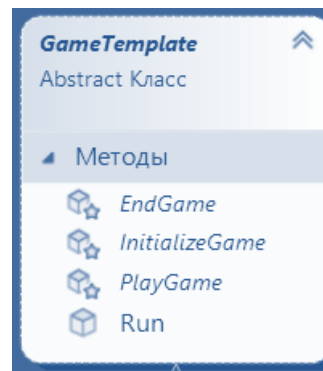 GameTemplate
Abstract Класс
Методы
EndGame
InitializeGame
PlayGame
Run